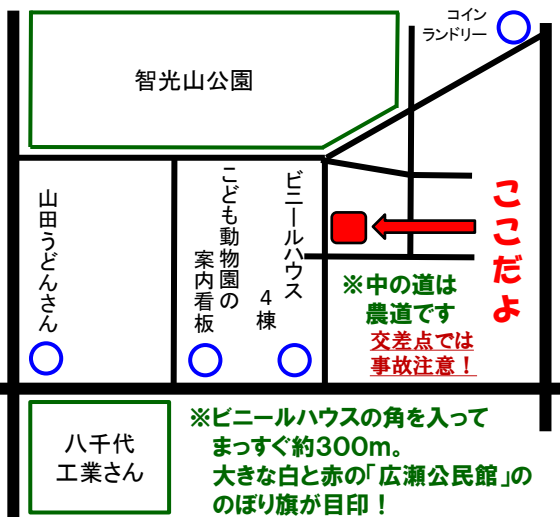 コイン
ランドリー
智光山公園
山田うどんさん
こども動物園の
案内看板
ビニールハウス
4棟
ここだよ
※中の道は
農道です
交差点では
事故注意！
八千代
工業さん
※ビニールハウスの角を入って
まっすぐ約300m。
大きな白と赤の「広瀬公民館」の
のぼり旗が目印！